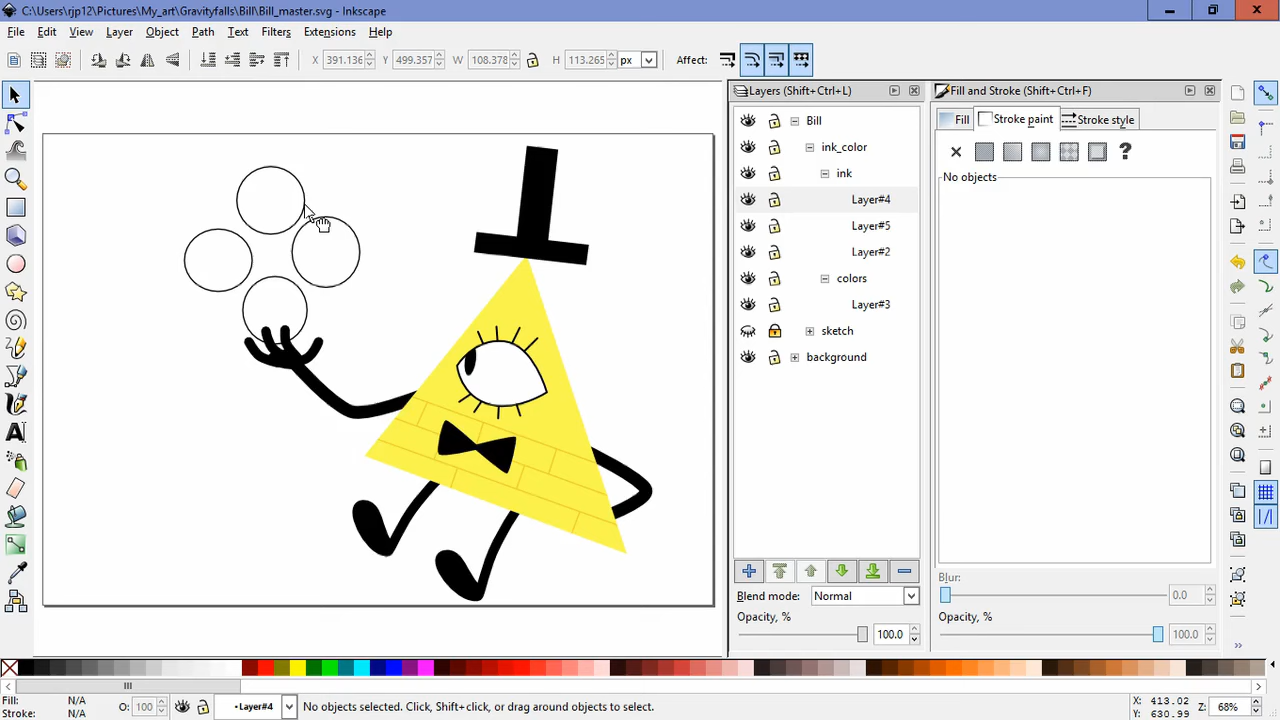 C:\Users\rjp12\Pictures\My_art\Gravityfalls\Bill\Bill_master.svg - Inkscape
File Edit View Layer Object Path Text Filters Extensions Help
X 391.136 Y 499.357 W 108.378 H 113.265 px Affect:
Layers (Shift+Ctrl+L)
Bill
ink_color
ink
Layer#4
Layer#5
Layer#2
colors
Layer#3
sketch
background
Blend mode: Normal
Opacity, %
100.0
Fill and Stroke (Shift+Ctrl+F)
Fill Stroke paint Stroke style
?
No objects
Blur:
0.0
Opacity, %
100.0
Fill: N/A
Stroke: N/A
O: 100
•Layer#4
No objects selected. Click, Shift+click, or drag around objects to select.
X: 413.02
Y: 630.99
Z: 68%